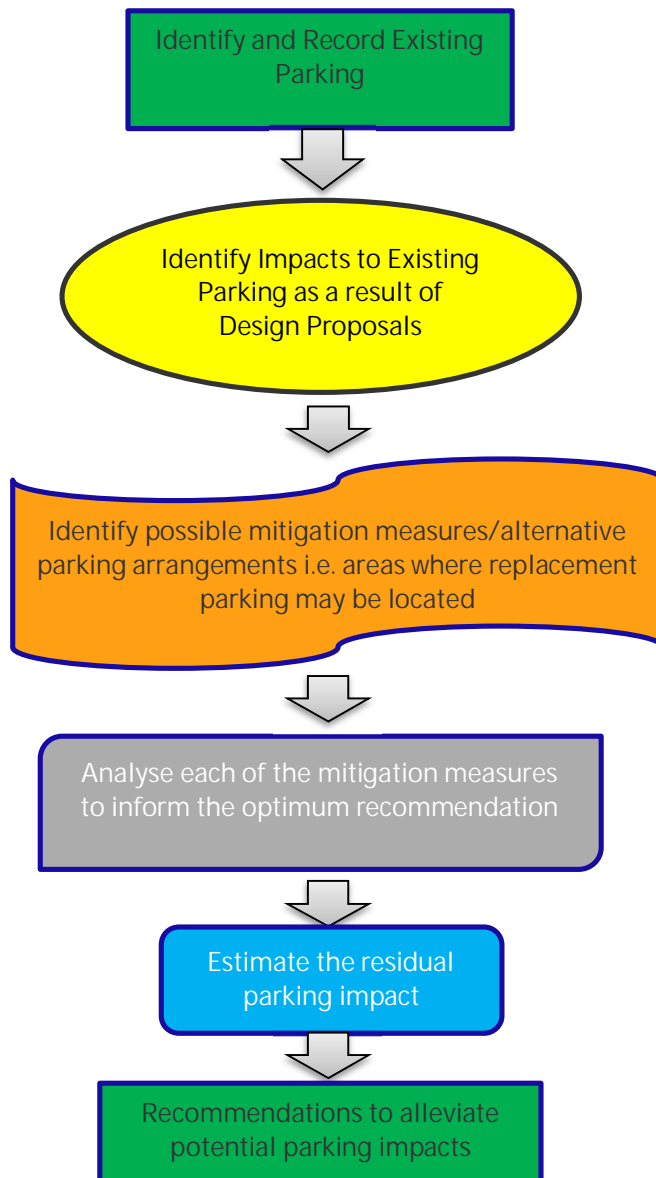 Identify and Record Existing
Parking
Identify Impacts to Existing
Parking as a result of
Design Proposals
Identify possible mitigation measures/alternative
parking arrangements i.e. areas where replacement
parking may be located
Analyse each of the mitigation measures
to inform the optimum recommendation
Estimate the residual
parking impact
Recommendations to alleviate
potential parking impacts